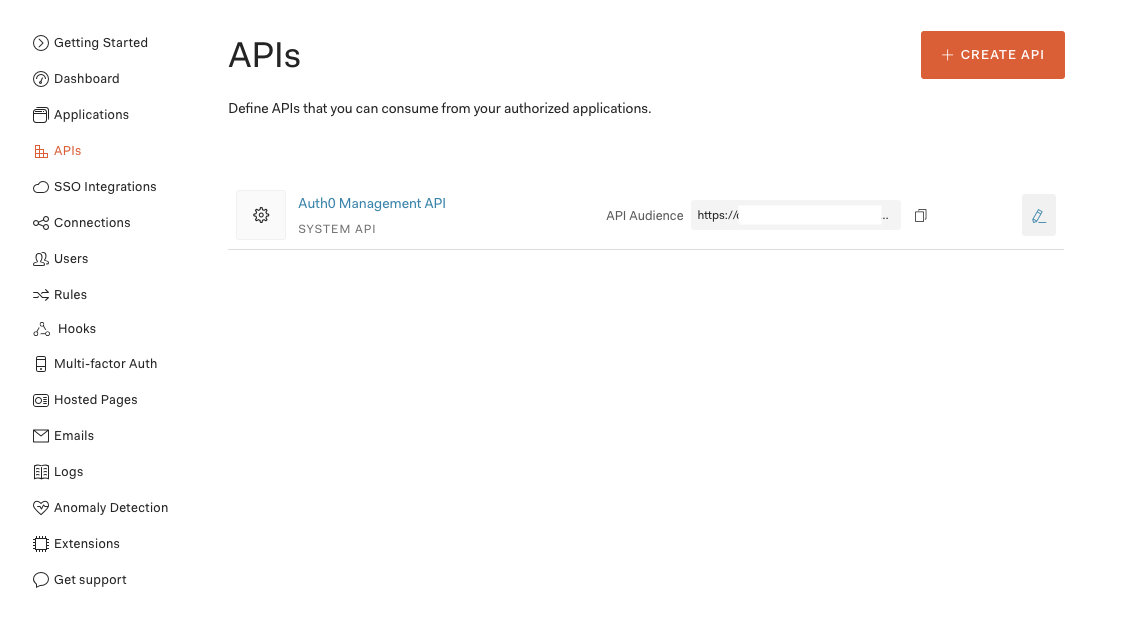 Getting Started
Dashboard
Applications
APIs
SSO Integrations
Connections
Users
Rules
Hooks
Multi-factor Auth
Hosted Pages
Emails
Logs
Anomaly Detection
Extensions
Get support
APIs
+ CREATE API
Define APIs that you can consume from your authorized applications.
Auth0 Management API
SYSTEM API
API Audience https:// ..